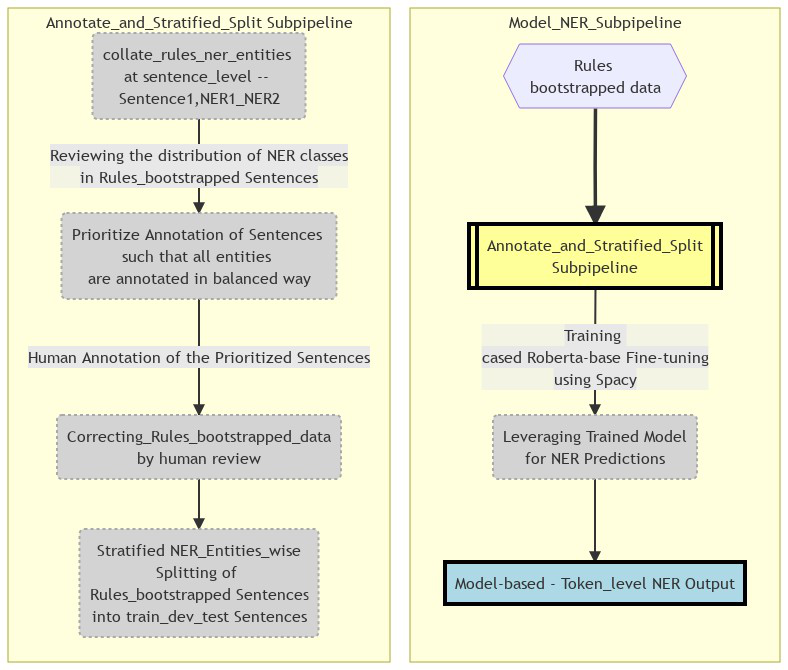 Annotate_and_Stratified_Split Subpipeline
collate_rules_ner_entities
at sentence_level --
Sentence1,NER1_NER2
Reviewing the distribution of NER classes
in Rules_bootstrapped Sentences
Prioritize Annotation of Sentences
such that all entities
are annotated in balanced way
Human Annotation of the Prioritized Sentences
Correcting_Rules_bootstrapped_data
by human review
Stratified NER_Entities_wise
Splitting of
Rules_bootstrapped Sentences
into train_dev_test Sentences
Model_NER_Subpipeline
Rules
bootstrapped data
Annotate_and_Stratified_Split
Subpipeline
Training
cased Roberta-base Fine-tuning
using Spacy
Leveraging Trained Model
for NER Predictions
Model-based - Token_level NER Output